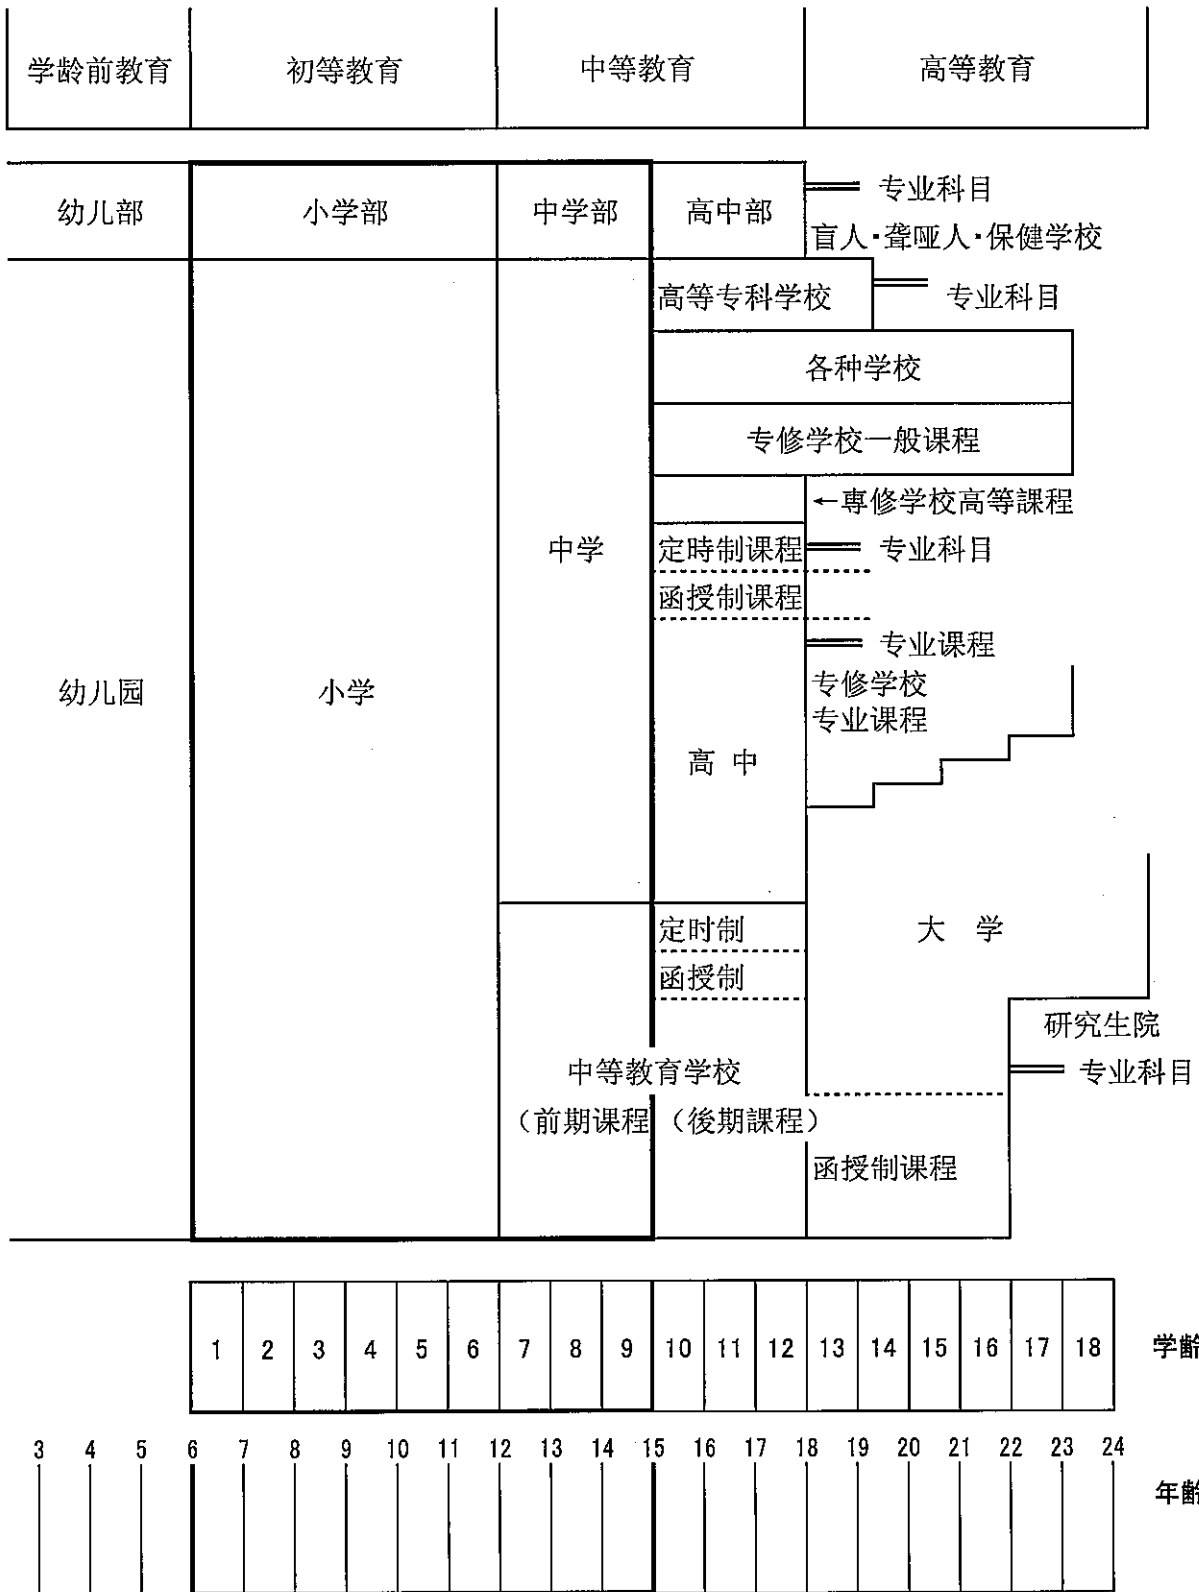 学龄前教育 初等教育 中等教育 高等教育
幼儿部 小学部 中学部 高中部 专业科目
盲人·聋哑人·保健学校
高等专科学校 专业科目
各种学校
专修学校一般课程
←専修学校高等課程
中学 定時制课程 专业科目
函授制课程
专业课程
幼儿园 小学 专修学校
专业课程
高中
定时制 大学
函授制
研究生院
中等教育学校 专业科目
（前期课程 （後期課程）
函授制课程
1 2 3 4 5 6 7 8 9 10 11 12 13 14 15 16 17 18 学齢
3 4 5 6 7 8 9 10 11 12 13 14 15 16 17 18 19 20 21 22 23 24
年齢